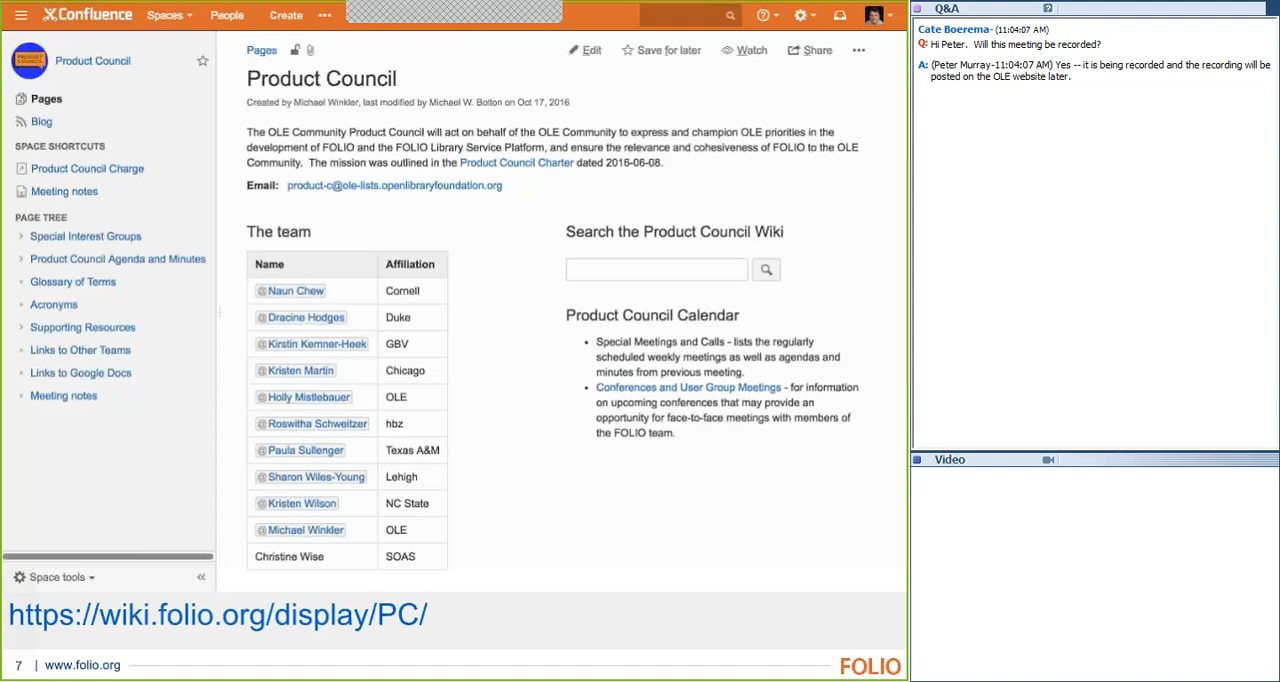 Confluence Spaces People Create
Product Council
Pages
Blog
SPACE SHORTCUTS
Product Council Charge
Meeting notes
PAGE TREE
Special Interest Groups
Product Council Agenda and Minutes
Glossary of Terms
Acronyms
Supporting Resources
Links to Other Teams
Links to Google Docs
Meeting notes
Space tools
Pages
Edit Save for later Watch Share
Product Council
Created by Michael Winkler, last modified by Michael W. Bolton on Oct 17, 2016
The OLE Community Product Council will act on behalf of the OLE Community to express and champion OLE priorities in the
development of FOLIO and the FOLIO Library Service Platform, and ensure the relevance and cohesiveness of FOLIO to the OLE
Community. The mission was outlined in the Product Council Charter dated 2016-06-08.
Email: product-c@ole-lists.openlibraryfoundation.org
The team
Name Affiliation
@Naun Chew Cornell
@Dracine Hodges Duke
@Kirstin Kemner-Heek GBV
@Kristen Martin Chicago
@Holly Mistlebauer OLE
@Roswitha Schweitzer hbz
@Paula Sullenger Texas A&M
@Sharon Wiles-Young Lehigh
@Kristen Wilson NC State
@Michael Winkler OLE
Christine Wise SOAS
Search the Product Council Wiki
Product Council Calendar
• Special Meetings and Calls - lists the regularly
scheduled weekly meetings as well as agendas and
minutes from previous meeting.
• Conferences and User Group Meetings - for information
on upcoming conferences that may provide an
opportunity for face-to-face meetings with members of
the FOLIO team.
https://wiki.folio.org/display/PC/
7 | www.folio.org
FOLIO
Q&A
Cate Boerema- (11:04:07 AM)
Q: Hi Peter. Will this meeting be recorded?
A: (Peter Murray-11:04:07 AM) Yes -- it is being recorded and the recording will be
posted on the OLE website later.
Video